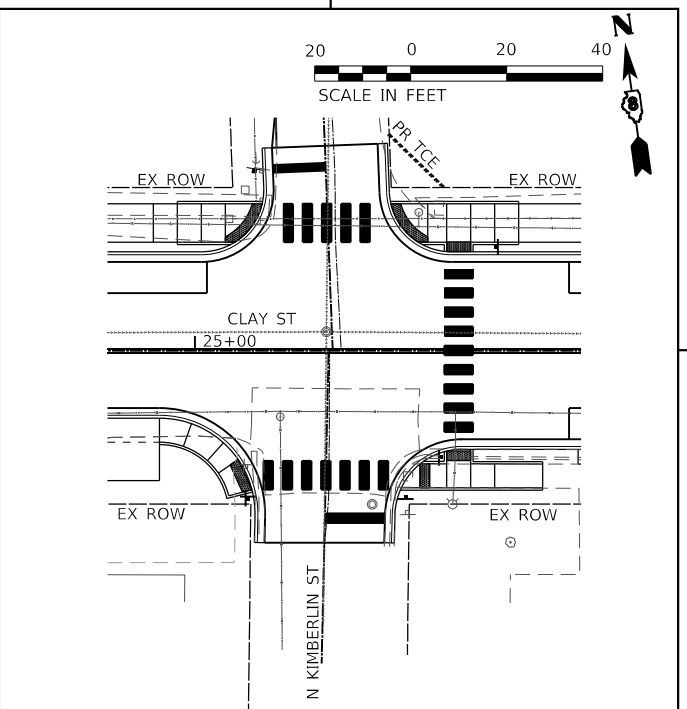 N
20 0 20 40
SCALE IN FEET
8
PR TCE
EX ROW
EX ROW
CLAY ST
25+00
EX ROW
EX ROW
N KIMBERLIN ST